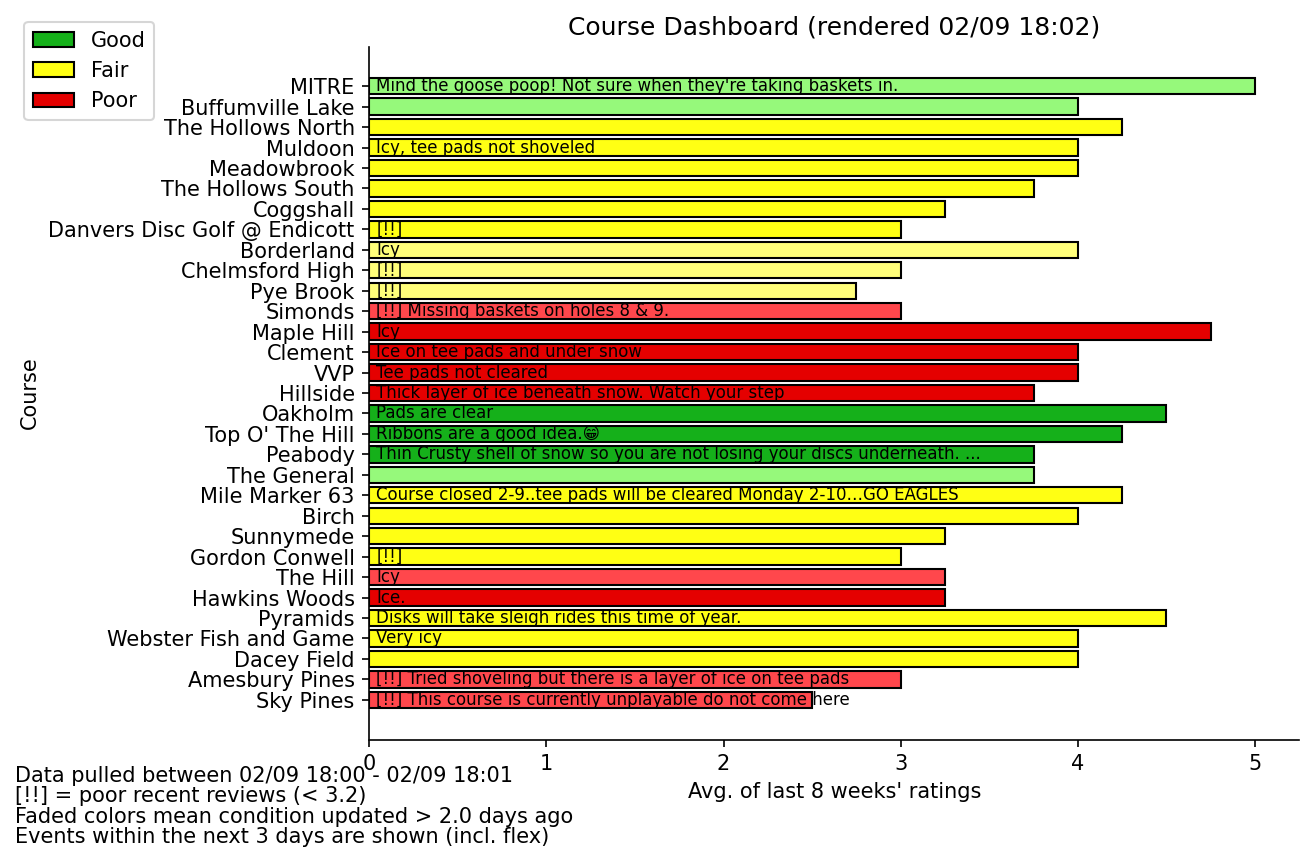 Course Dashboard (rendered 02/09 18:02)
Good
Fair
Poor
Course
MITRE Mind the goose poop! Not sure when they're taking baskets in.
Buffumville Lake
The Hollows North
Muldoon Icy, tee pads not shoveled
Meadowbrook
The Hollows South
Coggshall
Danvers Disc Golf @ Endicott [!!]
Borderland Icy
Chelmsford High [!!]
Pye Brook [!!]
Simonds [!!] Missing baskets on holes 8 & 9.
Maple Hill Icy
Clement Ice on tee pads and under snow
VVP Tee pads not cleared
Hillside Thick layer of ice beneath snow. Watch your step
Oakholm Pads are clear
Top O' The Hill Ribbons are a good idea.😁
Peabody Thin Crusty shell of snow so you are not losing your discs underneath. ...
The General
Mile Marker 63 Course closed 2-9..tee pads will be cleared Monday 2-10...GO EAGLES
Birch
Sunnymede
Gordon Conwell [!!]
The Hill Icy
Hawkins Woods Ice.
Pyramids Disks will take sleigh rides this time of year.
Webster Fish and Game Very icy
Dacey Field
Amesbury Pines [!!] Tried shoveling but there is a layer of ice on tee pads
Sky Pines [!!] This course is currently unplayable do not come here
0 1 2 3 4 5
Avg. of last 8 weeks' ratings
Data pulled between 02/09 18:00 - 02/09 18:01
[!!] = poor recent reviews (< 3.2)
Faded colors mean condition updated > 2.0 days ago
Events within the next 3 days are shown (incl. flex)